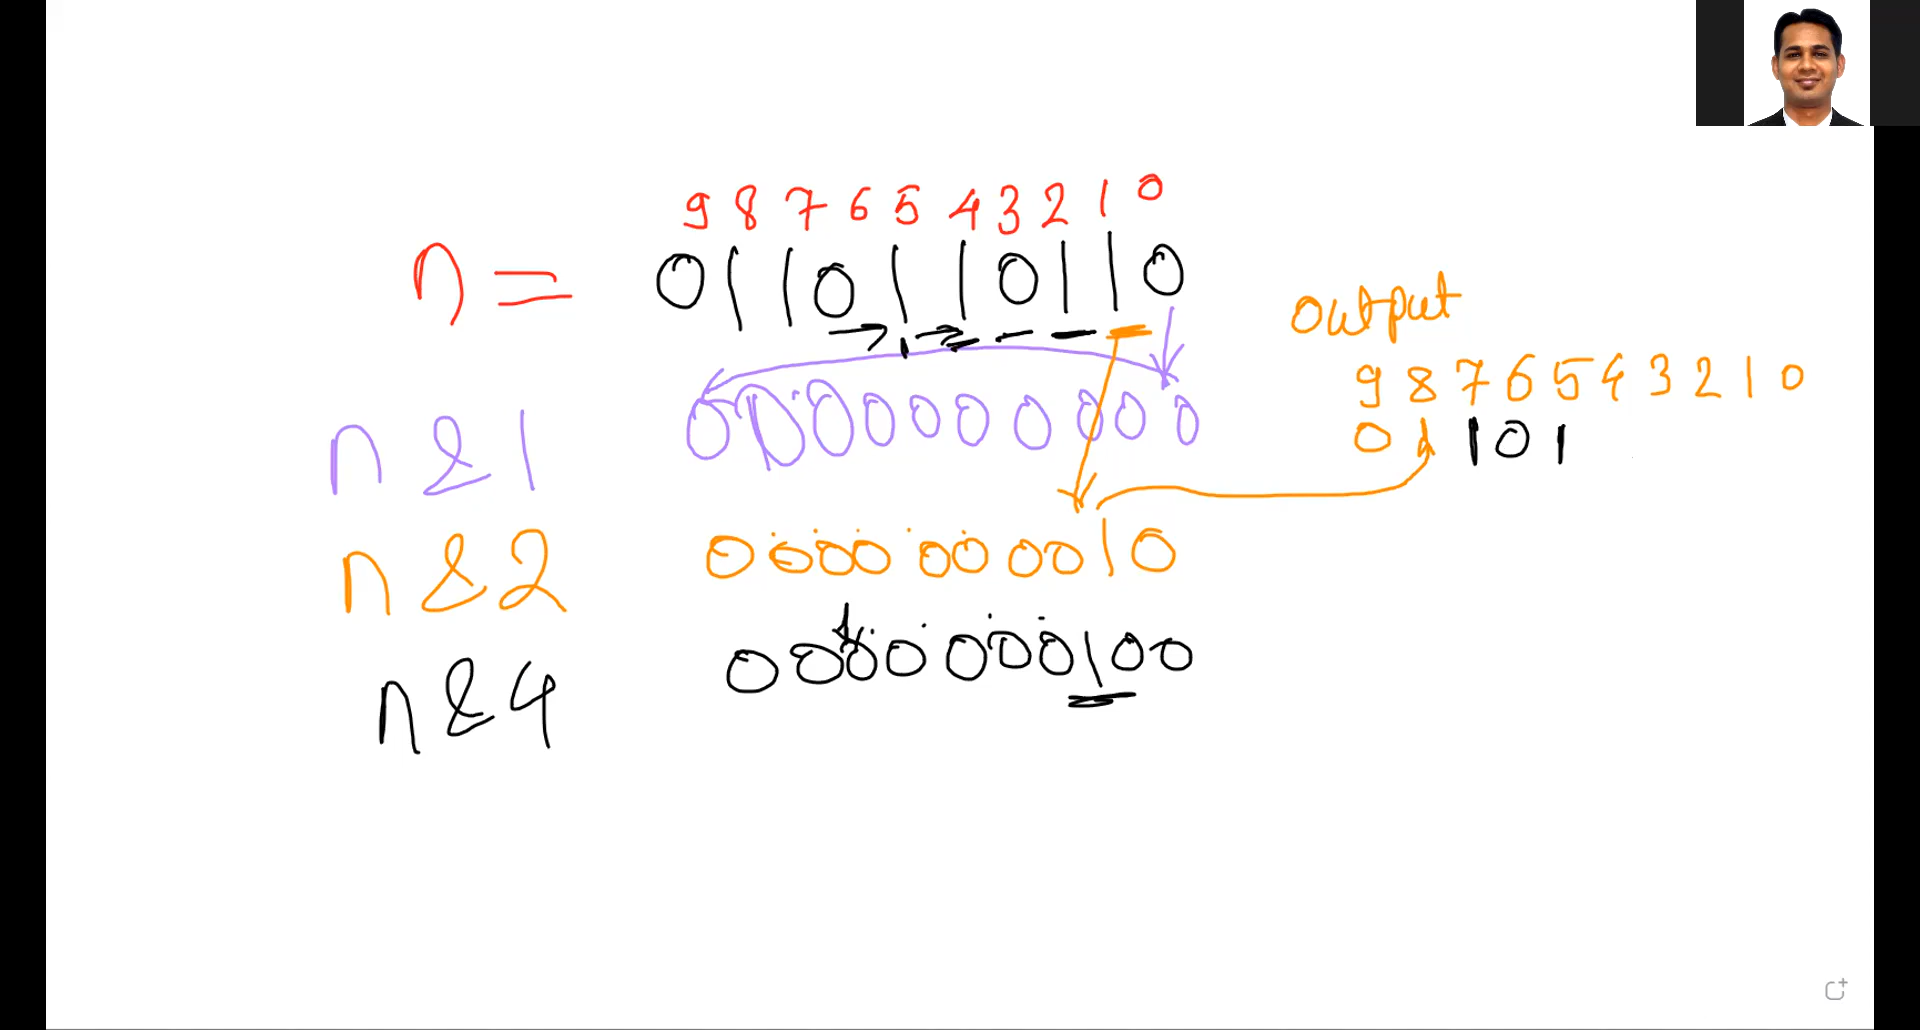 9 8 7 6 5 4 3 2 1 0
n = 0 1 1 0 1 1 0 1 1 0
output
9 8 7 6 5 4 3 2 1 0
0 1 1 0 1
n & 1 0 0 0 0 0 0 0 0 0 0
n & 2 0 0 0 0 0 0 0 0 1 0
n & 4 0 0 0 0 0 0 0 1 0 0